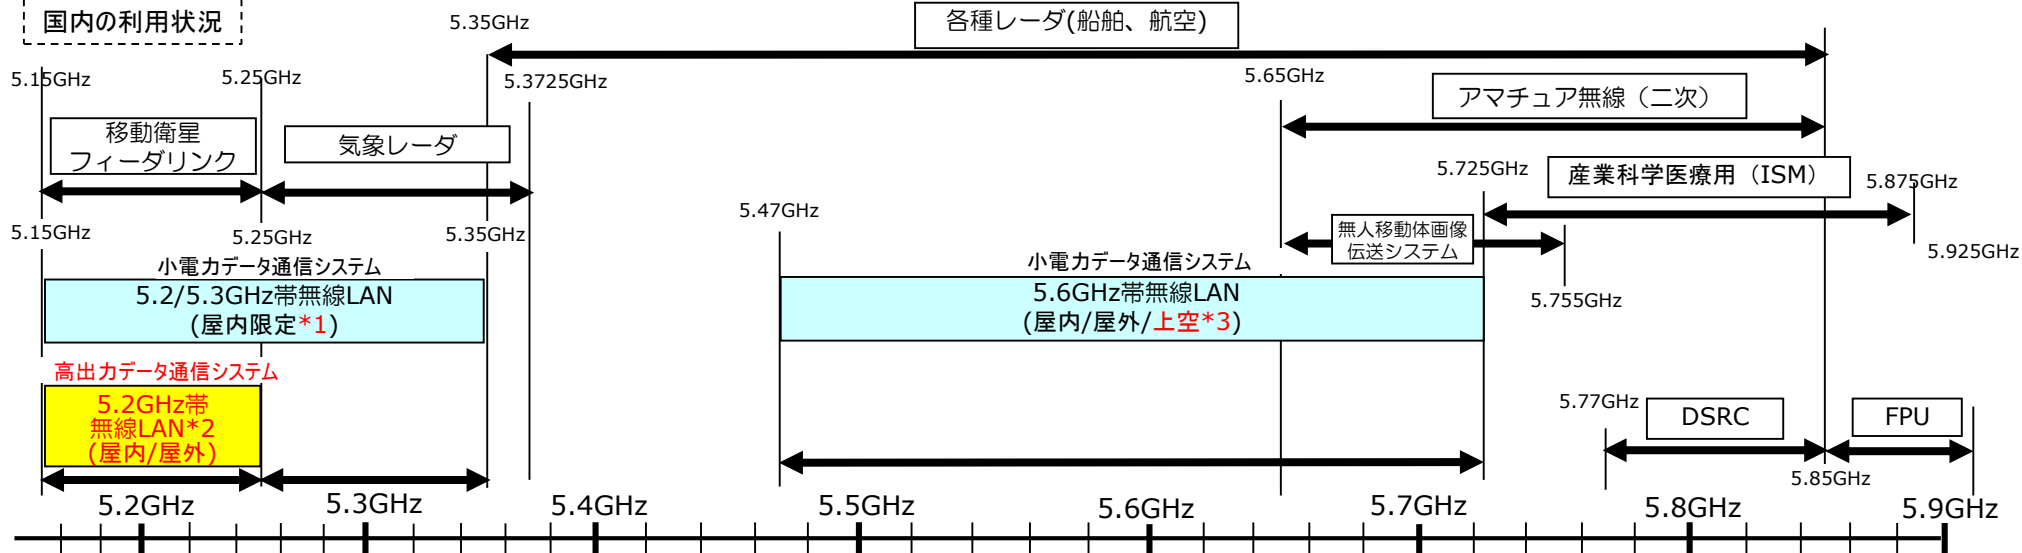 国内の利用状況
5.35GHz
各種レーダ(船舶、航空)
5.15GHz
5.25GHz
5.3725GHz
5.65GHz
アマチュア無線（二次）
移動衛星
フィーダリンク
気象レーダ
5.725GHz
産業科学医療用（ISM）
5.875GHz
5.15GHz
5.25GHz
5.35GHz
5.47GHz
無人移動体画像
伝送システム
5.925GHz
小電力データ通信システム
5.2/5.3GHz帯無線LAN
(屋内限定*1)
小電力データ通信システム
5.6GHz帯無線LAN
(屋内/屋外/上空*3)
5.755GHz
高出力データ通信システム
5.2GHz帯
無線LAN*2
(屋内/屋外)
5.77GHz
DSRC
FPU
5.85GHz
5.2GHz
5.3GHz
5.4GHz
5.5GHz
5.6GHz
5.7GHz
5.8GHz
5.9GHz